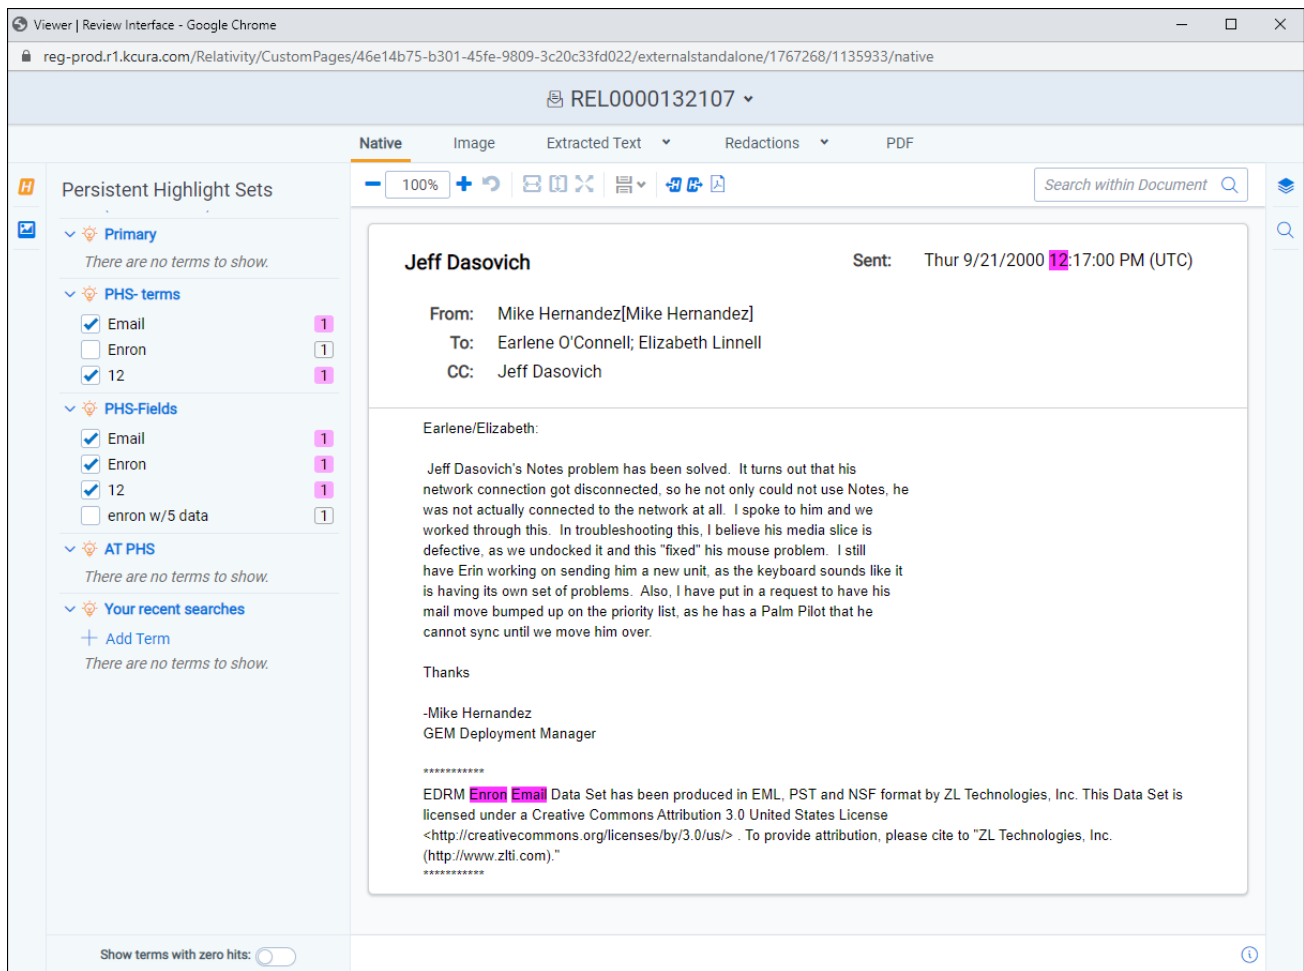 Viewer | Review Interface - Google Chrome
reg-prod.r1.kcura.com/Relativity/CustomPages/46e14b75-b301-45fe-9809-3c20c33fd022/externalstandalone/1767268/1135933/native
REL0000132107
Native Image Extracted Text Redactions PDF
Persistent Highlight Sets
Primary
There are no terms to show.
PHS- terms
Email 1
Enron 1
12 1
PHS-Fields
Email 1
Enron 1
12 1
enron w/5 data 1
AT PHS
There are no terms to show.
Your recent searches
Add Term
There are no terms to show.
Show terms with zero hits:
100%
Search within Document
Jeff Dasovich
Sent: Thur 9/21/2000 12:17:00 PM (UTC)
From: Mike Hernandez[Mike Hernandez]
To: Earlene O'Connell; Elizabeth Linnell
CC: Jeff Dasovich
Earlene/Elizabeth:
Jeff Dasovich's Notes problem has been solved. It turns out that his
network connection got disconnected, so he not only could not use Notes, he
was not actually connected to the network at all. I spoke to him and we
worked through this. In troubleshooting this, I believe his media slice is
defective, as we undocked it and this "fixed" his mouse problem. I still
have Erin working on sending him a new unit, as the keyboard sounds like it
is having its own set of problems. Also, I have put in a request to have his
mail move bumped up on the priority list, as he has a Palm Pilot that he
cannot sync until we move him over.
Thanks
-Mike Hernandez
GEM Deployment Manager
***********
EDRM Enron Email Data Set has been produced in EML, PST and NSF format by ZL Technologies, Inc. This Data Set is
licensed under a Creative Commons Attribution 3.0 United States License
<http://creativecommons.org/licenses/by/3.0/us/> . To provide attribution, please cite to "ZL Technologies, Inc.
(http://www.zlti.com)."
***********